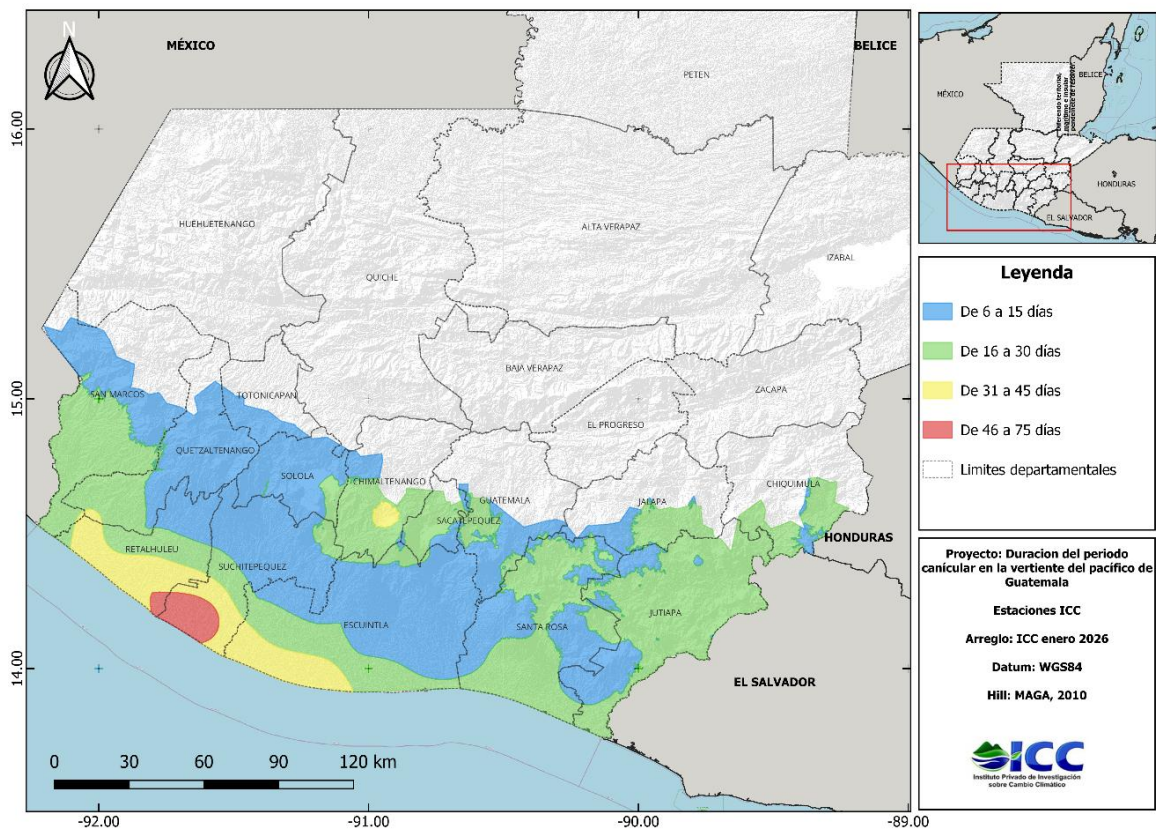 N
MÉXICO
BELICE
PETEN
16.00
HUEHUETENANGO
ALTA VERAPAZ
IZABAL
QUICHE
BAJA VERAPAZ
15.00
SAN MARCOS
TOTONICAPAN
ZACAPA
EL PROGRESO
QUETZALTENANGO
SOLOLA
CHIMALTENANGO
CHIQUIMULA
GUATEMALA
JALAPA
SACATEPEQUEZ
HONDURAS
RETALHULEU
SUCHITEPEQUEZ
JUTIAPA
ESCUINTLA
SANTA ROSA
14.00
EL SALVADOR
0 30 60 90 120 km
-92.00 -91.00 -90.00 -89.00
MÉXICO
BELICE
HONDURAS
EL SALVADOR
Leyenda
De 6 a 15 días
De 16 a 30 días
De 31 a 45 días
De 46 a 75 días
Limites departamentales
Proyecto: Duracion del periodo
canícular en la vertiente del pacífico de
Guatemala
Estaciones ICC
Arreglo: ICC enero 2026
Datum: WGS84
Hill: MAGA, 2010
ICC
Instituto Privado de Investigación
sobre Cambio Climático